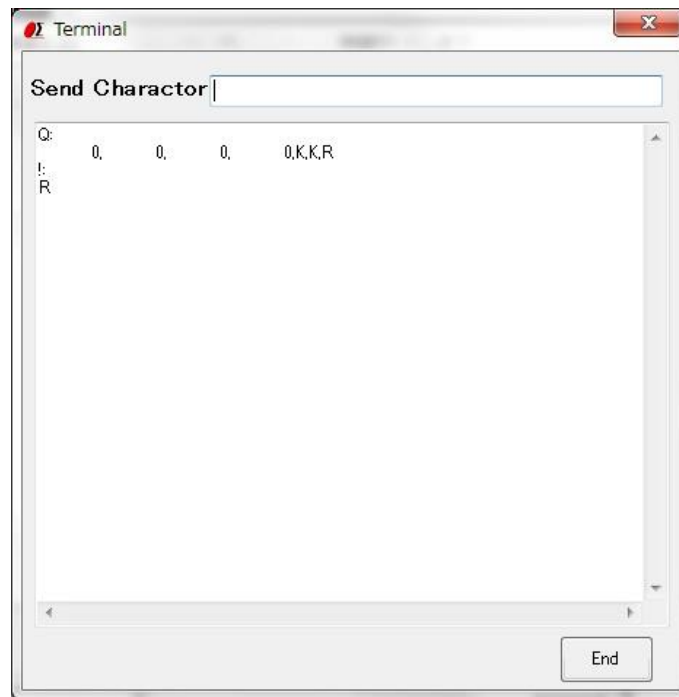 Terminal
Send Charactor
Q:
0, 0, 0, 0,K,K,R
!:
R
End